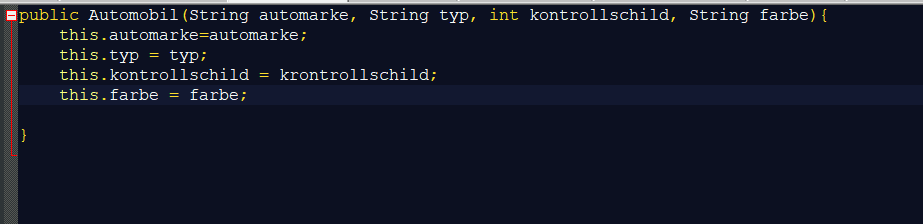 public Automobil(String automarke, String typ, int kontrollschild, String farbe){
this.automarke=automarke;
this.typ = typ;
this.kontrollschild = krontrollschild;
this.farbe = farbe;
}